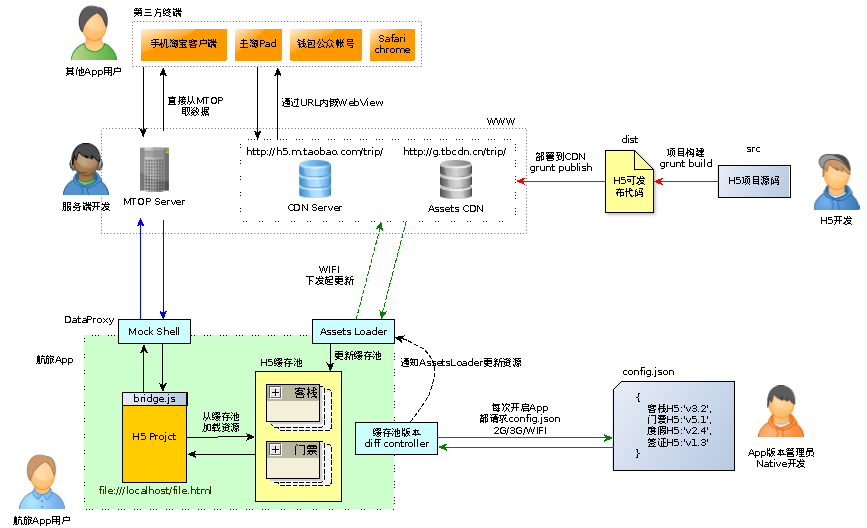 第三方终端
手机淘宝客户端
主淘Pad
钱包公众帐号
Safari
chrome
其他App用户
直接从MTOP
取数据
通过URL内嵌WebView
WWW
http://h5.m.taobao.com/trip/
http://g.tbcdn.cn/trip/
部署到CDN
grunt publish
dist
项目构建
grunt build
src
H5可发
布代码
H5项目源码
服务端开发
MTOP Server
CDN Server
Assets CDN
H5开发
WIFI
下发起更新
DataProxy
Mock Shell
Assets Loader
航旅App
H5缓存池
更新缓存池
通知AssetsLoader更新资源
config.json
bridge.js
H5 Projct
从缓存池
加载资源
客栈
门票
缓存池版本
diff controller
每次开启App
都请求config.json
2G/3G/WIFI
{
客栈H5:'v3.2',
门票H5:'v5.1',
度假H5:'v2.4',
签证H5:'v1.3'
}
App版本管理员
Native开发
file:///localhost/file.html
航旅App用户